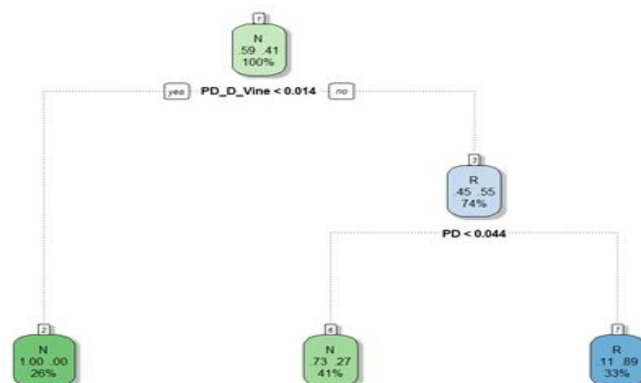 1
N
.59 .41
100%
yes PD_D_Vine < 0.014 no
3
R
.45 .55
74%
PD < 0.044
2
N
1.00 .00
26%
6
N
.73 .27
41%
7
R
.11 .89
33%